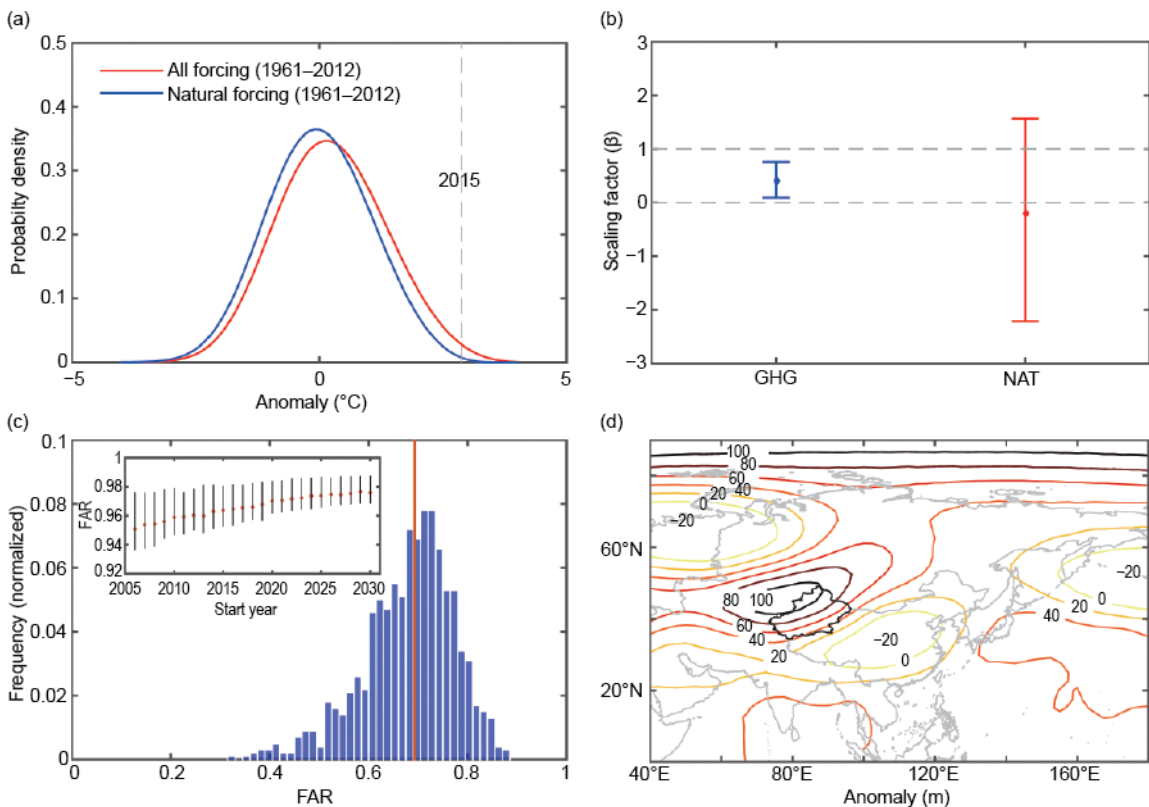 (a)
0.5
0.4
0.3
0.2
0.1
0
All forcing (1961–2012)
Natural forcing (1961–2012)
2015
Probability density
−5
0
5
Anomaly (°C)
(b)
3
2
1
0
−1
−2
−3
Scaling factor (β)
GHG
NAT
(c)
0.1
0.08
0.06
0.04
0.02
0
Frequency (normalized)
1
0.98
0.96
0.94
0.92
FAR
2005 2010 2015 2020 2025 2030
Start year
0 0.2 0.4 0.6 0.8 1
FAR
(d)
100
80
60
40
20
0
−20
60°N
20°N
80 100
60
40
20
−20
0
−20
20
0
40
40°E 80°E 120°E 160°E
Anomaly (m)